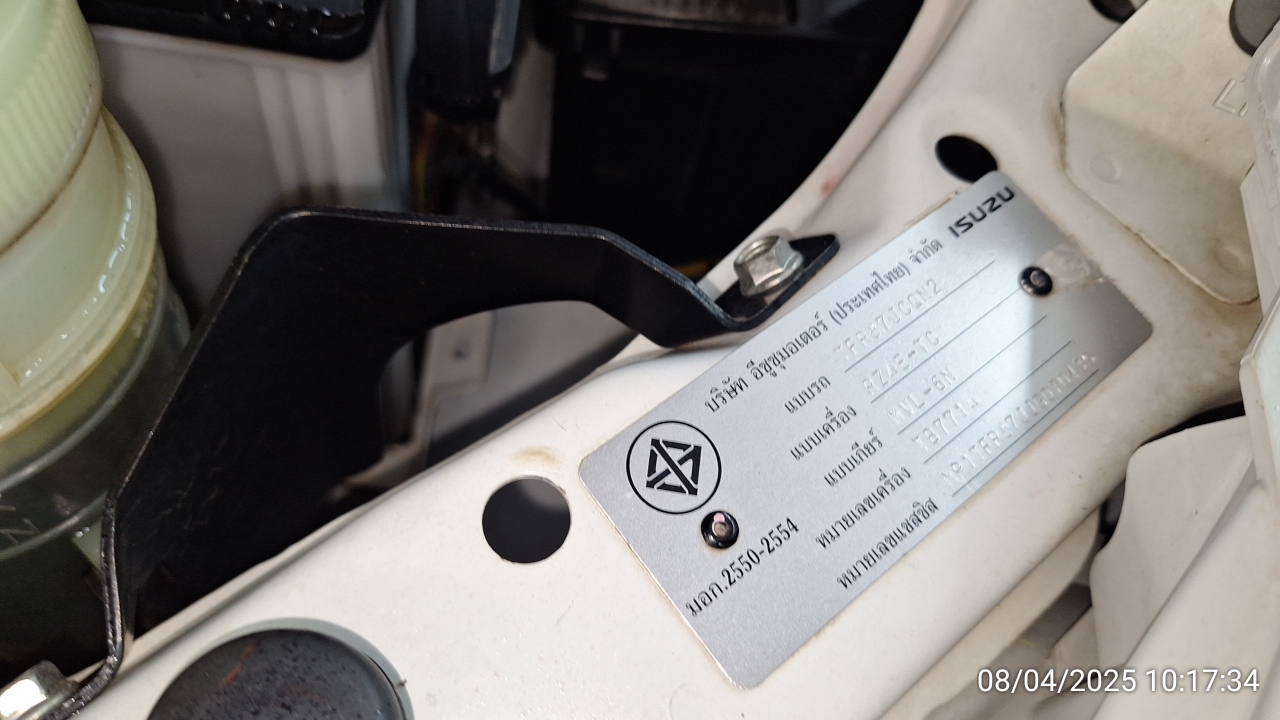 ISUZU
บริษัท อีซูซุมอเตอร์ (ประเทศไทย) จำกัด
แบบรถ
แบบเครื่อง RZ4E-TC
แบบเกียร์ MVL-6N
หมายเลขเครื่อง
หมายเลขแชสซิส
มอก.2550-2554
08/04/2025 10:17:34